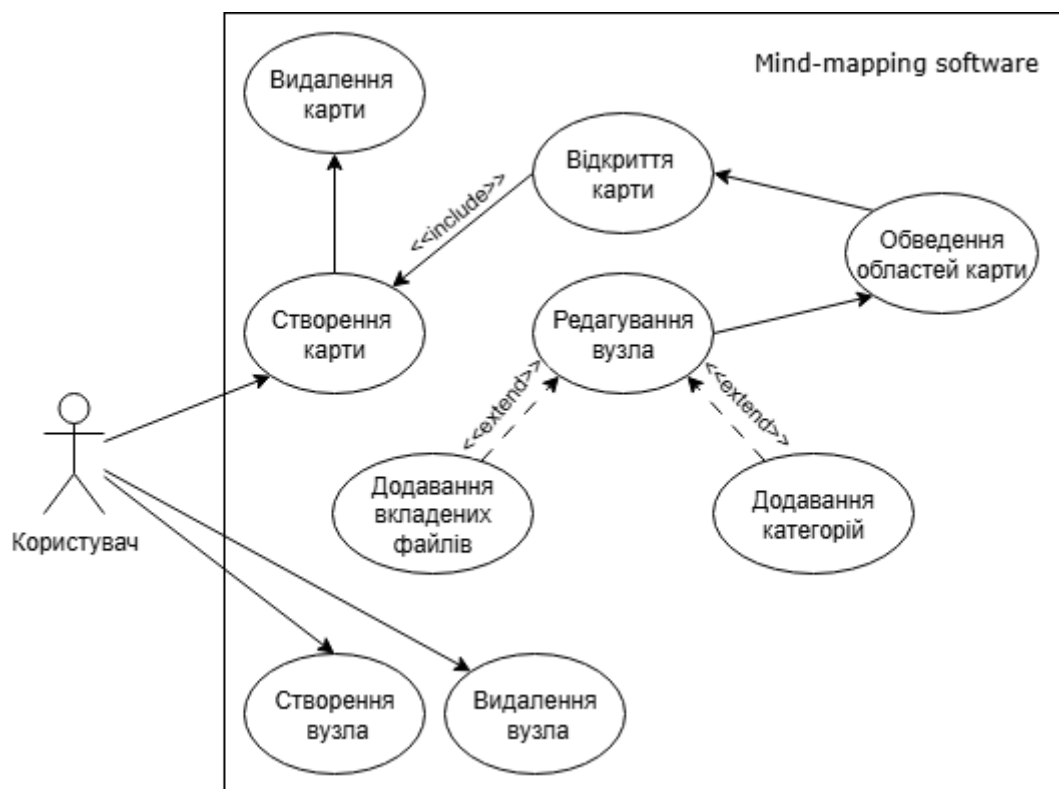 Mind-mapping software
Видалення
карти
Відкриття
карти
<<include>>
Обведення
областей карти
Створення
карти
Редагування
вузла
<<extend>>
<<extend>>
Додавання
вкладених
файлів
Додавання
категорій
Користувач
Створення
вузла
Видалення
вузла